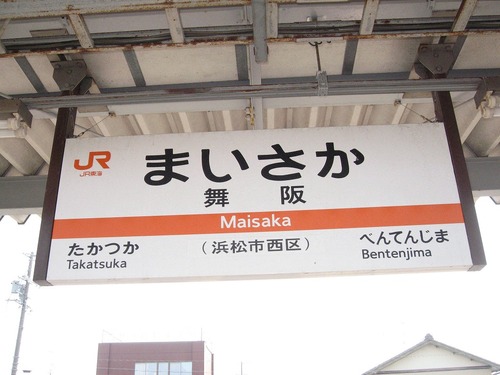 JR
JR東海
まいさか
舞阪
Maisaka
たかつか
Takatsuka
（浜松市西区）
べんてんじま
Bentenjima